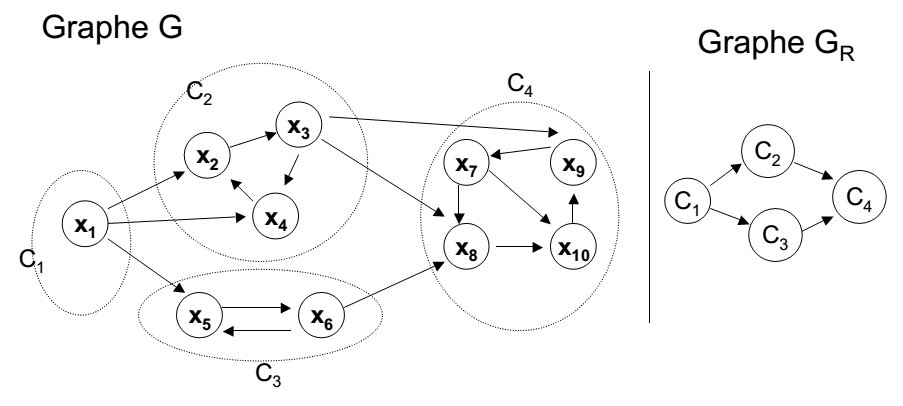 Graphe G
Graphe G_R
C_2
C_4
x_3
x_2
x_7
x_9
C_2
x_4
C_1
C_4
x_1
x_8
x_10
C_3
C_1
x_5
x_6
C_3